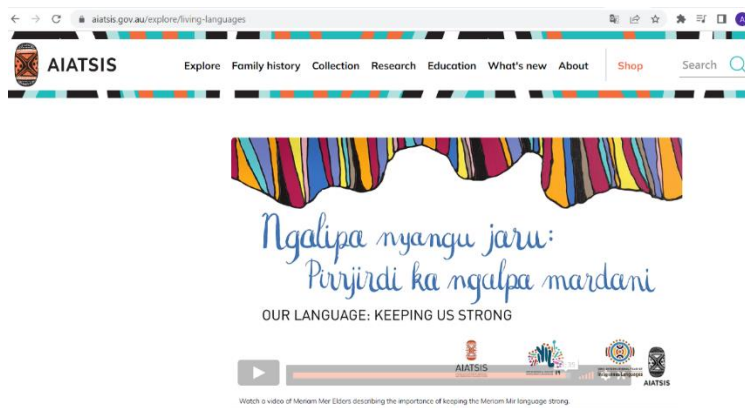 aiatsis.gov.au/explore/living-languages
AIATSIS
Explore Family history Collection Research Education What's new About Shop Search
Ngalipa nyangu jaru:
Pirrjirdi ka ngalpa mardani
OUR LANGUAGE: KEEPING US STRONG
AIATSIS
AIATSIS
Watch a video of Meriam Mer Elders describing the importance of keeping the Meriam Mir language strong.